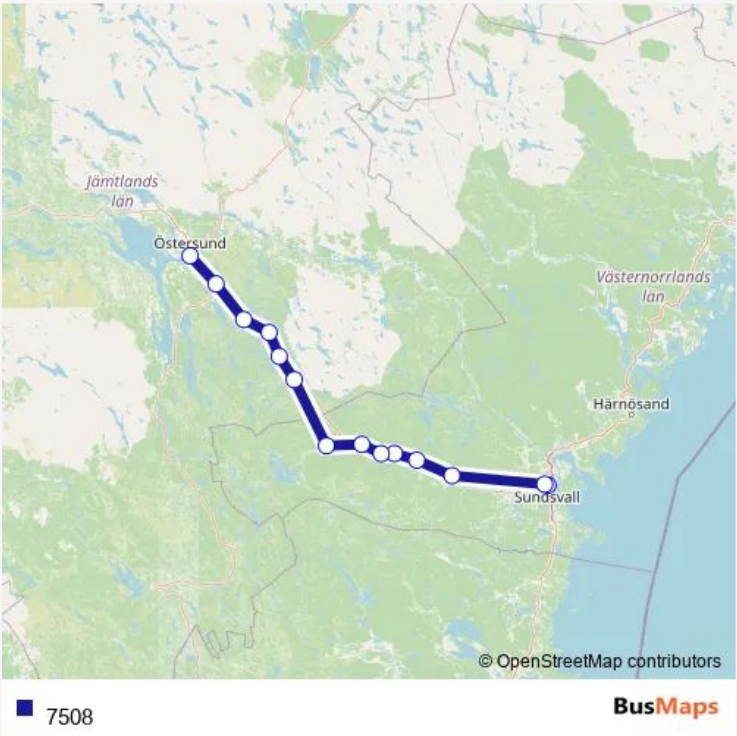 Jämtlands
län
Östersund
Västernorrlands
län
Härnösand
Sundsvall
© OpenStreetMap contributors
7508
BusMaps